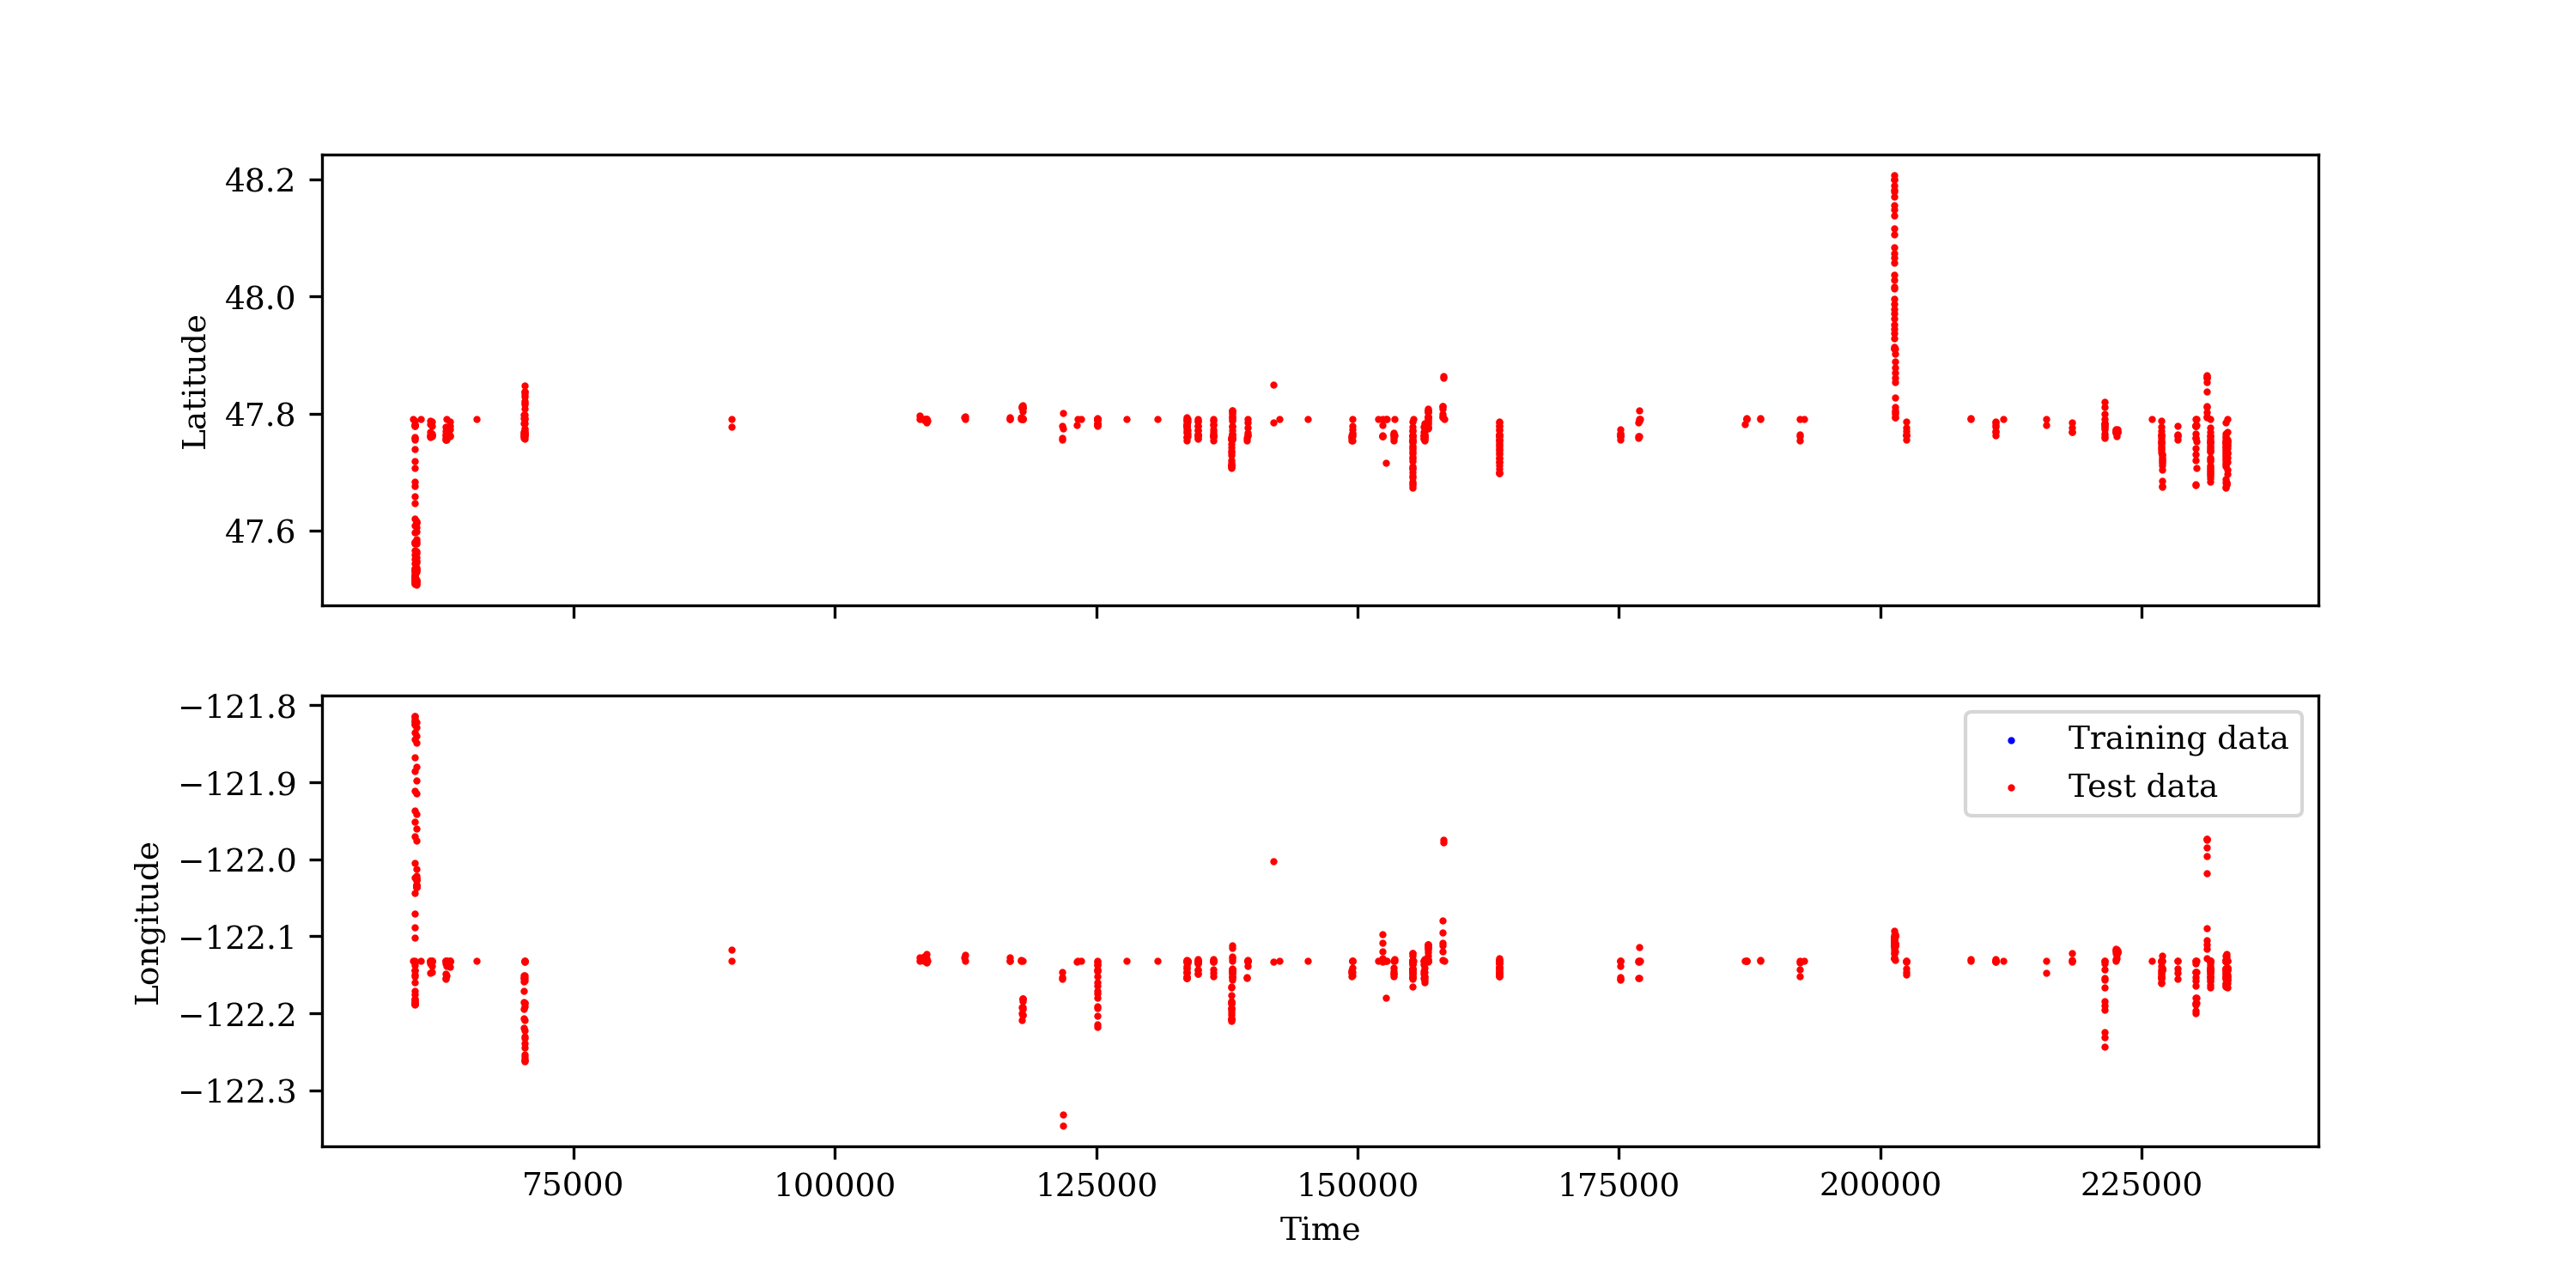 48.2
48.0
47.8
47.6
Latitude
−121.8
−121.9
−122.0
−122.1
−122.2
−122.3
Longitude
Training data
Test data
75000 100000 125000 150000 175000 200000 225000
Time